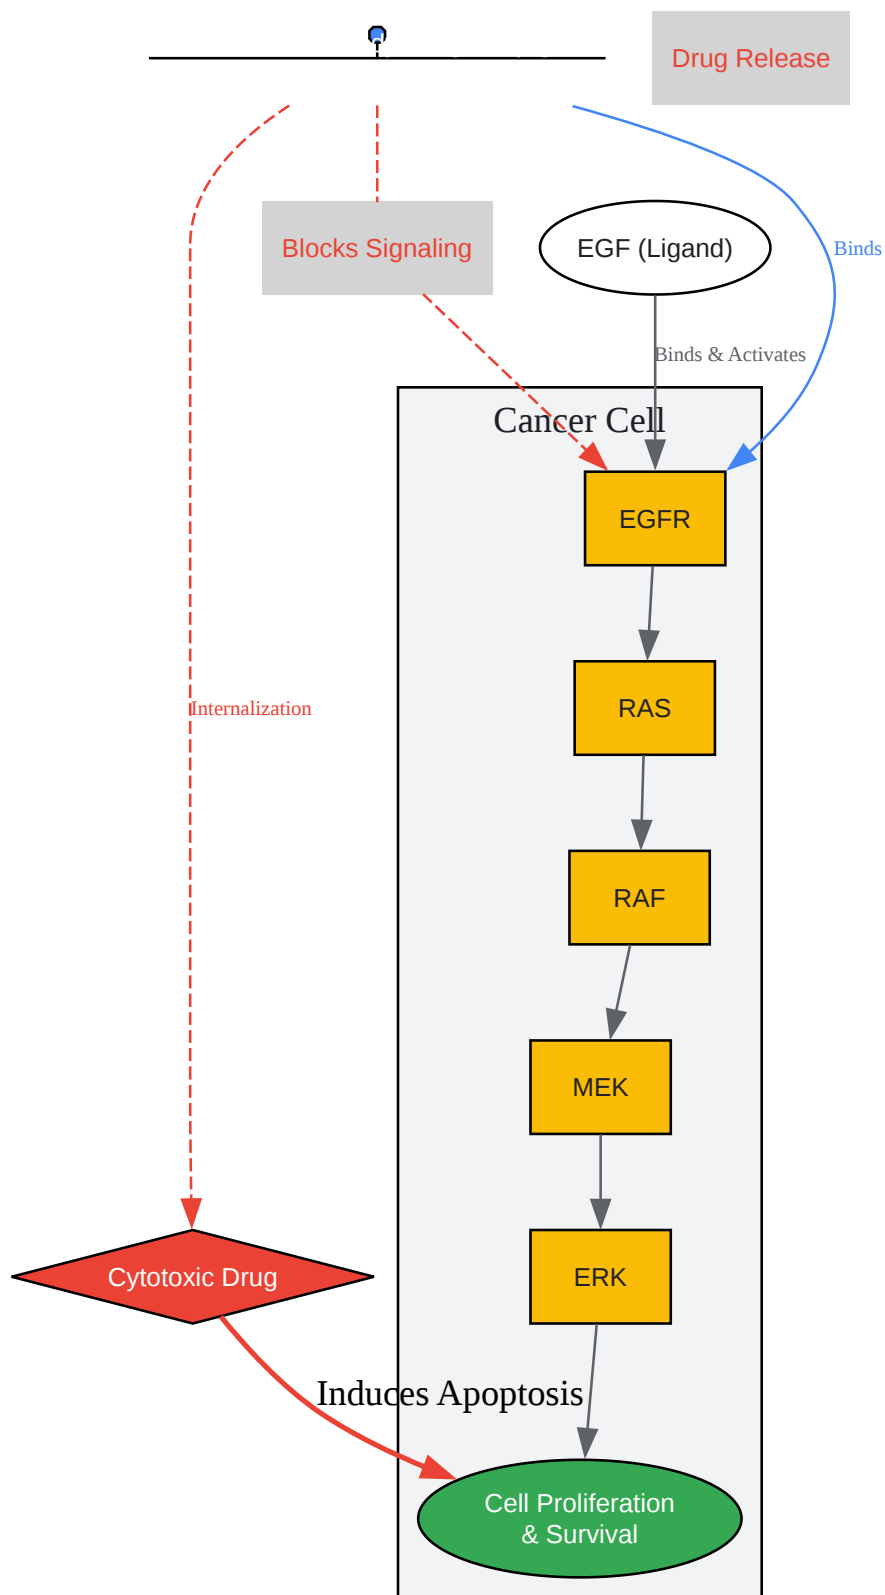 Drug Release
Blocks Signaling
EGF (Ligand)
Binds
Binds & Activates
Cancer Cell
EGFR
RAS
Internalization
RAF
MEK
Cytotoxic Drug
ERK
Induces Apoptosis
Cell Proliferation
& Survival